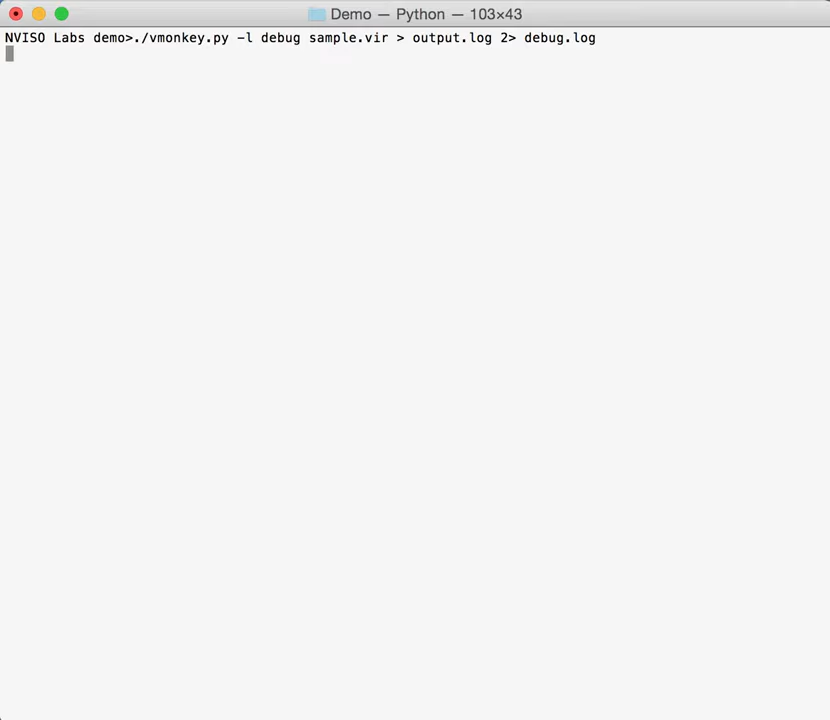 Demo — Python — 103×43
NVISO Labs demo>./vmonkey.py -l debug sample.vir > output.log 2> debug.log